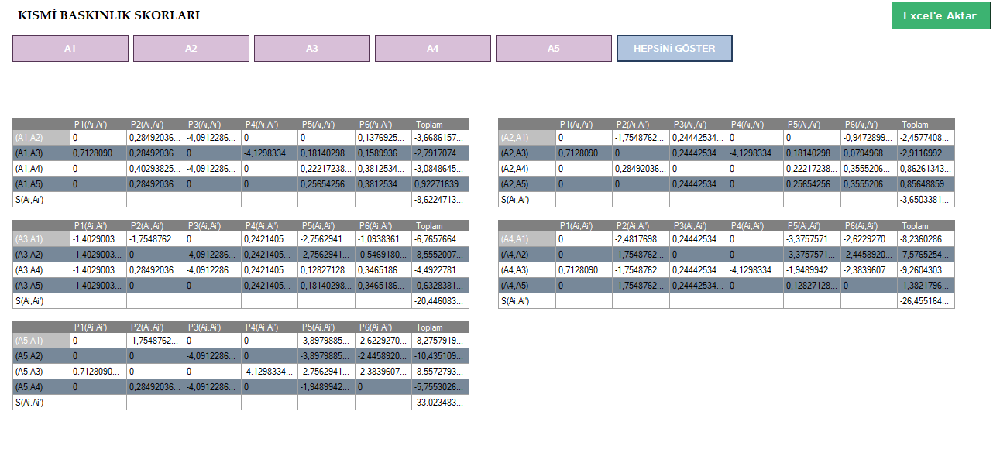 KISMİ BASKINLIK SKORLARI
Excel'e Aktar
A1 A2 A3 A4 A5 HEPSİNİ GÖSTER
P1(Ai,Ai') P2(Ai,Ai') P3(Ai,Ai') P4(Ai,Ai') P5(Ai,Ai') P6(Ai,Ai') Toplam
(A1,A2) 0 0,28492036... -4,0912286... 0 0 0,1376925... -3,6686157...
(A1,A3) 0,7128090... 0,28492036... 0 -4,1298334... 0,18140298... 0,1589936... -2,7917074...
(A1,A4) 0 0,40293825... -4,0912286... 0 0,22217238... 0,3812534... -3,0848645...
(A1,A5) 0 0,28492036... 0 0 0,25654256... 0,3812534... 0,92271639...
S(Ai,Ai') -8,6224713...
P1(Ai,Ai') P2(Ai,Ai') P3(Ai,Ai') P4(Ai,Ai') P5(Ai,Ai') P6(Ai,Ai') Toplam
(A2,A1) 0 -1,7548762... 0,24442534... 0 0 -0,9472899... -2,4577408...
(A2,A3) 0,7128090... 0 0,24442534... -4,1298334... 0,18140298... 0,0794968... -2,9116992...
(A2,A4) 0 0,28492036... 0 0 0,22217238... 0,3555206... 0,86261343...
(A2,A5) 0 0 0,24442534... 0 0,25654256... 0,3555206... 0,85648859...
S(Ai,Ai') -3,6503381...
P1(Ai,Ai') P2(Ai,Ai') P3(Ai,Ai') P4(Ai,Ai') P5(Ai,Ai') P6(Ai,Ai') Toplam
(A3,A1) -1,4029003... -1,7548762... 0 0,2421405... -2,7562941... -1,0938361... -6,7657664...
(A3,A2) -1,4029003... 0 -4,0912286... 0,2421405... -2,7562941... -0,5469180... -8,5552007...
(A3,A4) -1,4029003... 0,28492036... -4,0912286... 0,2421405... 0,12827128... 0,3465186... -4,4922781...
(A3,A5) -1,4029003... 0 0 0,2421405... 0,18140298... 0,3465186... -0,6328381...
S(Ai,Ai') -20,446083...
P1(Ai,Ai') P2(Ai,Ai') P3(Ai,Ai') P4(Ai,Ai') P5(Ai,Ai') P6(Ai,Ai') Toplam
(A4,A1) 0 -2,4817698... 0,24442534... 0 -3,3757571... -2,6229270... -8,2360286...
(A4,A2) 0 -1,7548762... 0 0 -3,3757571... -2,4458920... -7,5765254...
(A4,A3) 0,7128090... -1,7548762... 0,24442534... -4,1298334... -1,9489942... -2,3839607... -9,2604303...
(A4,A5) 0 -1,7548762... 0,24442534... 0 0,12827128... 0 -1,3821796...
S(Ai,Ai') -26,455164...
P1(Ai,Ai') P2(Ai,Ai') P3(Ai,Ai') P4(Ai,Ai') P5(Ai,Ai') P6(Ai,Ai') Toplam
(A5,A1) 0 -1,7548762... 0 0 -3,8979885... -2,6229270... -8,2757919...
(A5,A2) 0 0 -4,0912286... 0 -3,8979885... -2,4458920... -10,435109...
(A5,A3) 0,7128090... 0 0 -4,1298334... -2,7562941... -2,3839607... -8,5572793...
(A5,A4) 0 0,28492036... -4,0912286... 0 -1,9489942... 0 -5,7553026...
S(Ai,Ai') -33,023483...